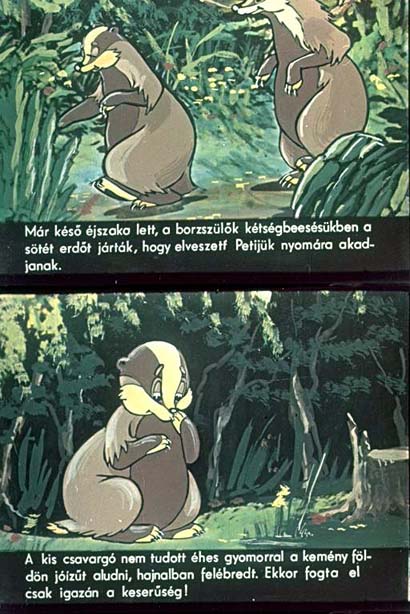 Már késő éjszaka lett, a borzszülők kétségbeesésükben a
sötét erdőt járták, hogy elveszett Petijük nyomára akad-
janak.
A kis csavargó nem tudott éhes gyomorral a kemény föl-
dön jóízűt aludni, hajnalban felébredt. Ekkor fogta el
csak igazán a keserűség!